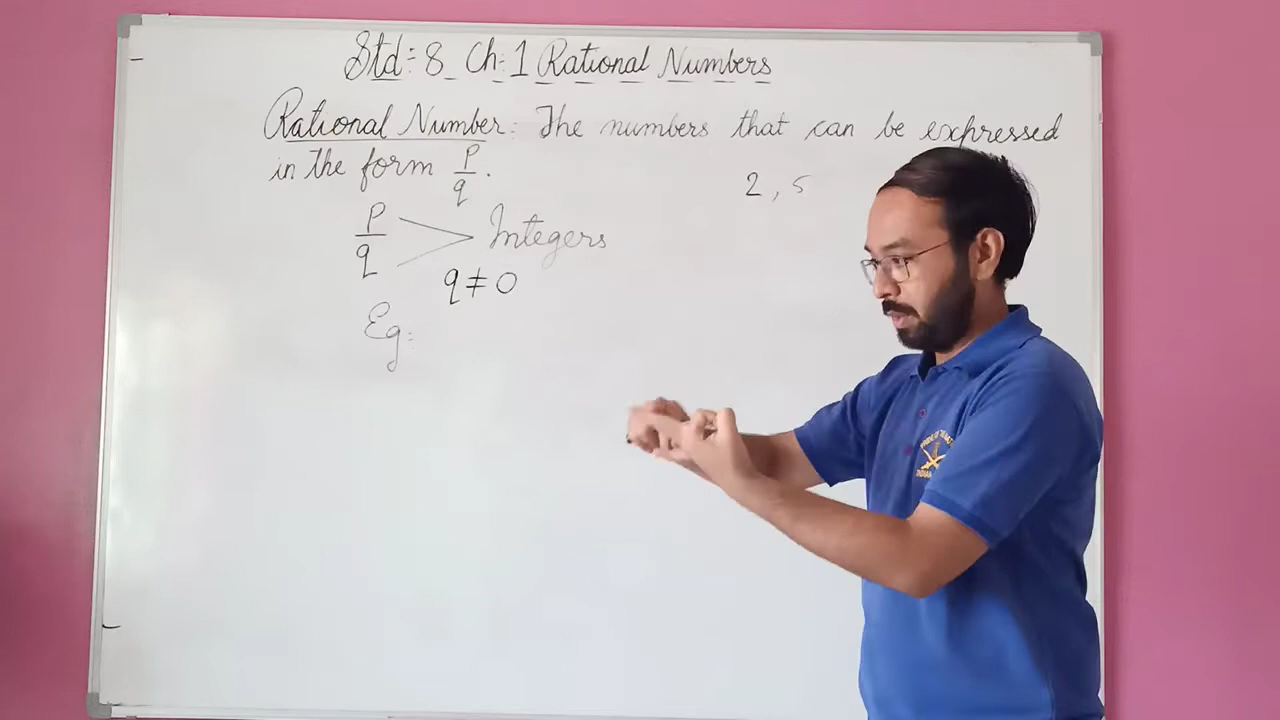 Std:- 8 Ch:-1 Rational Numbers
Rational Number: The numbers that can be expressed
in the form p/q.
2, 5
p/q Integers
q ≠ 0
Eg: